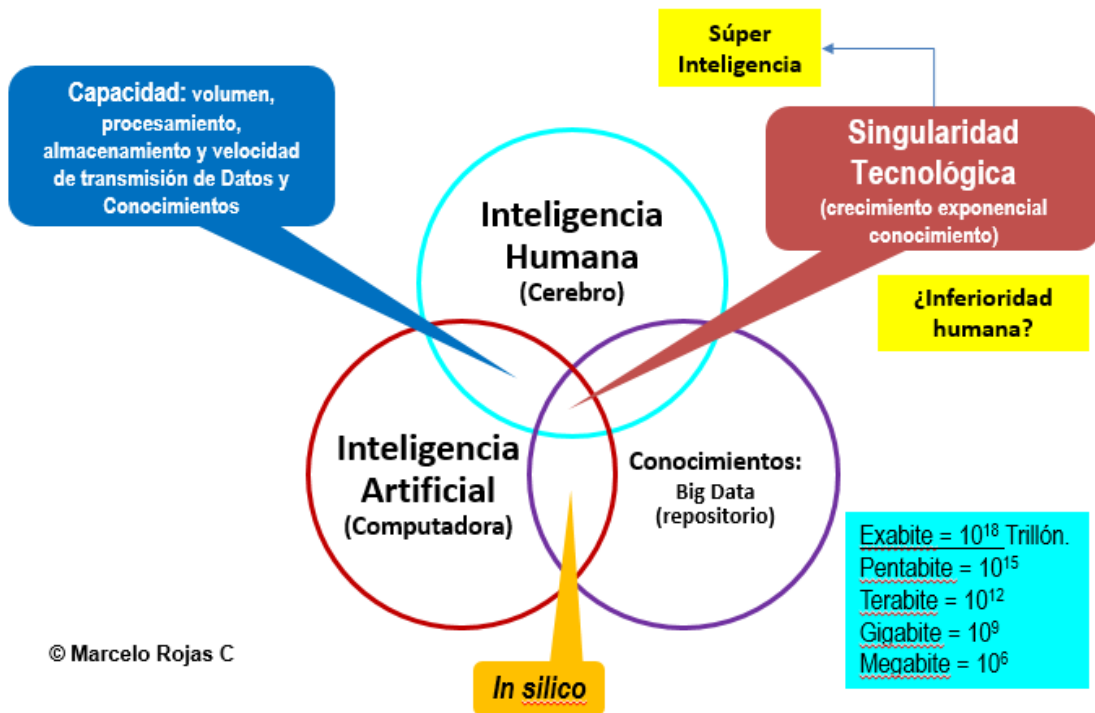 Súper
Inteligencia
Capacidad: volumen,
procesamiento,
almacenamiento y velocidad
de transmisión de Datos y
Conocimientos
Singularidad
Tecnológica
(crecimiento exponencial
conocimiento)
Inteligencia
Humana
(Cerebro)
¿Inferioridad
humana?
Inteligencia
Artificial
(Computadora)
Conocimientos:
Big Data
(repositorio)
Exabite = 10¹⁸ Trillón.
Pentabite = 10¹⁵
Terabite = 10¹²
Gigabite = 10⁹
Megabite = 10⁶
© Marcelo Rojas C
In silico